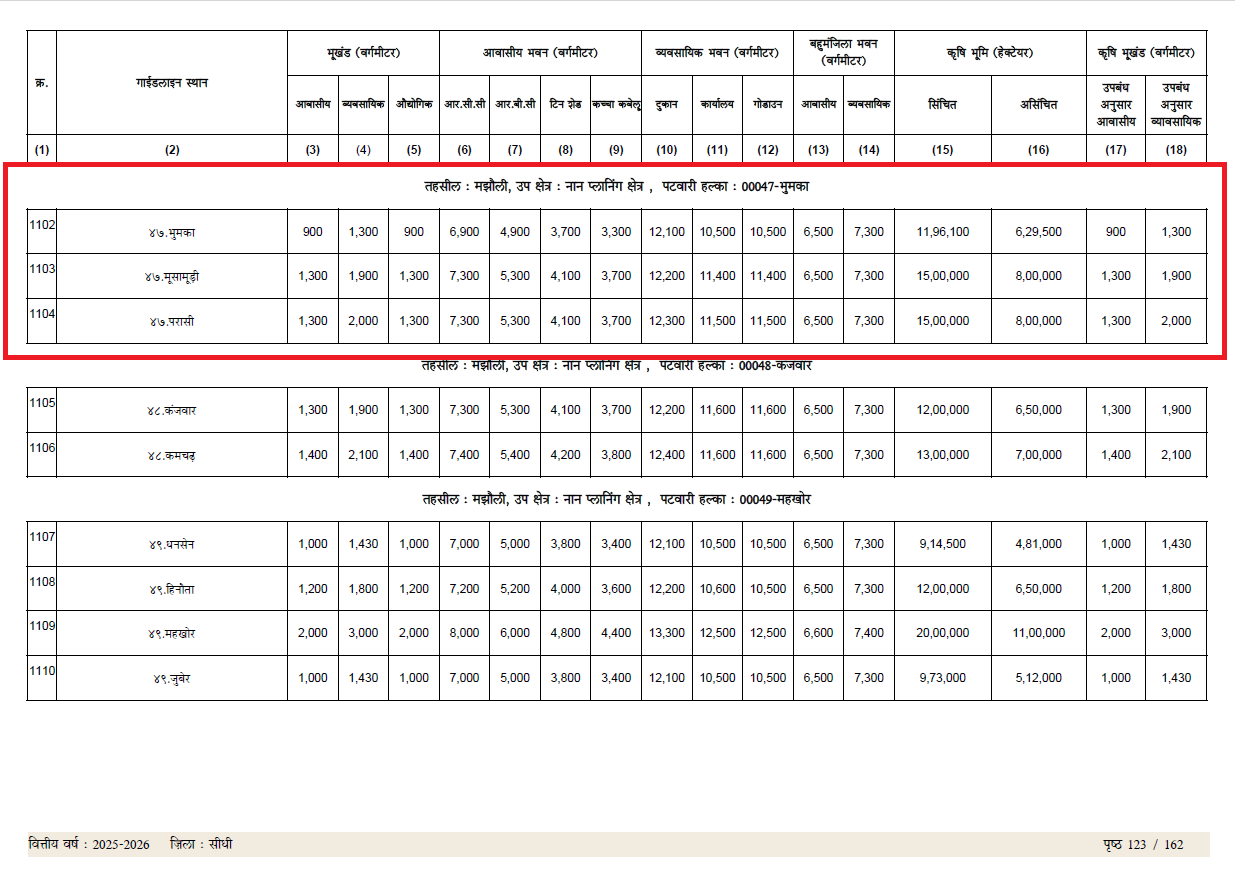 क्र. गाईडलाइन स्थान भूखंड (वर्गमीटर) आवासीय भवन (वर्गमीटर) व्यवसायिक भवन (वर्गमीटर) बहुमंजिला भवन (वर्गमीटर) कृषि भूमि (हेक्टेयर) कृषि भूखंड (वर्गमीटर)
आवासीय व्यवसायिक औद्योगिक आर.सी.सी आर.बी.सी टिन शेड कच्चा कबेलू दुकान कार्यालय गोडाउन आवासीय व्यवसायिक सिंचित असिंचित उपबंध अनुसार आवासीय उपबंध अनुसार व्यावसायिक
(1) (2) (3) (4) (5) (6) (7) (8) (9) (10) (11) (12) (13) (14) (15) (16) (17) (18)
तहसील : मझौली, उप क्षेत्र : नान प्लानिंग क्षेत्र , पटवारी हल्का : 00047-भुमका
1102 ४७.भुमका 900 1,300 900 6,900 4,900 3,700 3,300 12,100 10,500 10,500 6,500 7,300 11,96,100 6,29,500 900 1,300
1103 ४७.मूसामूड़ी 1,300 1,900 1,300 7,300 5,300 4,100 3,700 12,200 11,400 11,400 6,500 7,300 15,00,000 8,00,000 1,300 1,900
1104 ४७.परासी 1,300 2,000 1,300 7,300 5,300 4,100 3,700 12,300 11,500 11,500 6,500 7,300 15,00,000 8,00,000 1,300 2,000
तहसील : मझौली, उप क्षेत्र : नान प्लानिंग क्षेत्र , पटवारी हल्का : 00048-कंजवार
1105 ४८.कंजवार 1,300 1,900 1,300 7,300 5,300 4,100 3,700 12,200 11,600 11,600 6,500 7,300 12,00,000 6,50,000 1,300 1,900
1106 ४८.कमचढ़ 1,400 2,100 1,400 7,400 5,400 4,200 3,800 12,400 11,600 11,600 6,500 7,300 13,00,000 7,00,000 1,400 2,100
तहसील : मझौली, उप क्षेत्र : नान प्लानिंग क्षेत्र , पटवारी हल्का : 00049-महखोर
1107 ४९.धनसेन 1,000 1,430 1,000 7,000 5,000 3,800 3,400 12,100 10,500 10,500 6,500 7,300 9,14,500 4,81,000 1,000 1,430
1108 ४९.हिनौता 1,200 1,800 1,200 7,200 5,200 4,000 3,600 12,200 10,600 10,500 6,500 7,300 12,00,000 6,50,000 1,200 1,800
1109 ४९.महखोर 2,000 3,000 2,000 8,000 6,000 4,800 4,400 13,300 12,500 12,500 6,600 7,400 20,00,000 11,00,000 2,000 3,000
1110 ४९.जुबेर 1,000 1,430 1,000 7,000 5,000 3,800 3,400 12,100 10,500 10,500 6,500 7,300 9,73,000 5,12,000 1,000 1,430
वित्तीय वर्ष : 2025-2026 ज़िला : सीधी पृष्ठ 123 / 162